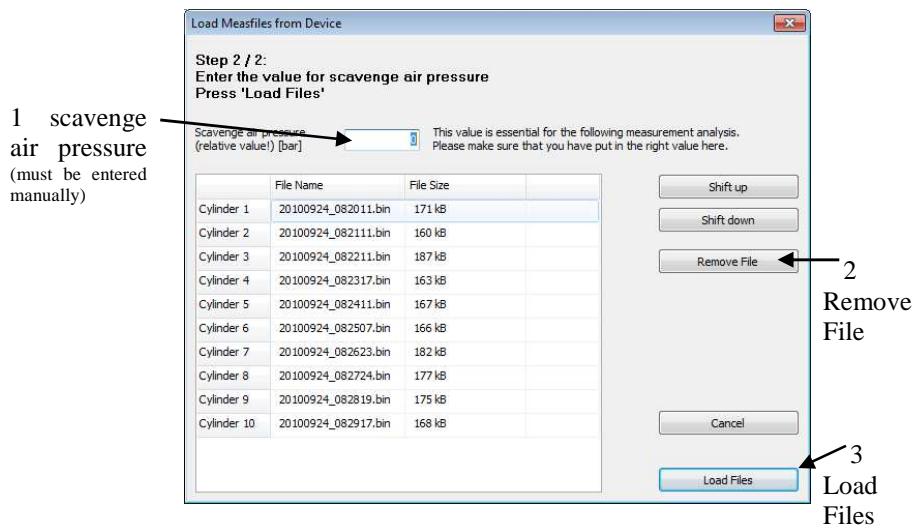 Load Measfiles from Device
Step 2 / 2:
Enter the value for scavenge air pressure
Press 'Load Files'
1 scavenge
air pressure
(must be entered
manually)
Scavenge air pressure
(relative value!) [bar]
0
This value is essential for the following measurement analysis.
Please make sure that you have put in the right value here.
File Name File Size
Cylinder 1 20100924_082011.bin 171 kB
Cylinder 2 20100924_082111.bin 160 kB
Cylinder 3 20100924_082211.bin 187 kB
Cylinder 4 20100924_082317.bin 163 kB
Cylinder 5 20100924_082411.bin 167 kB
Cylinder 6 20100924_082507.bin 166 kB
Cylinder 7 20100924_082623.bin 182 kB
Cylinder 8 20100924_082724.bin 177 kB
Cylinder 9 20100924_082819.bin 175 kB
Cylinder 10 20100924_082917.bin 168 kB
Shift up
Shift down
Remove File
2
Remove
File
Cancel
Load Files
3
Load
Files